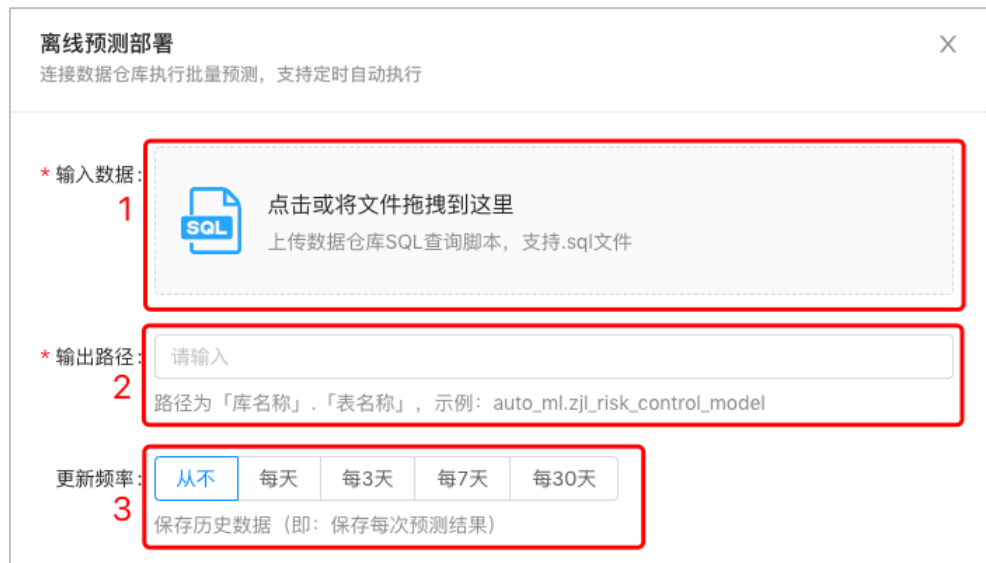 离线预测部署
X
连接数据仓库执行批量预测，支持定时自动执行
* 输入数据:
1
SQL
点击或将文件拖拽到这里
上传数据仓库SQL查询脚本，支持.sql文件
* 输出路径:
2
请输入
路径为「库名称」.「表名称」，示例：auto_ml.zjl_risk_control_model
更新频率:
3
从不 每天 每3天 每7天 每30天
保存历史数据（即：保存每次预测结果）